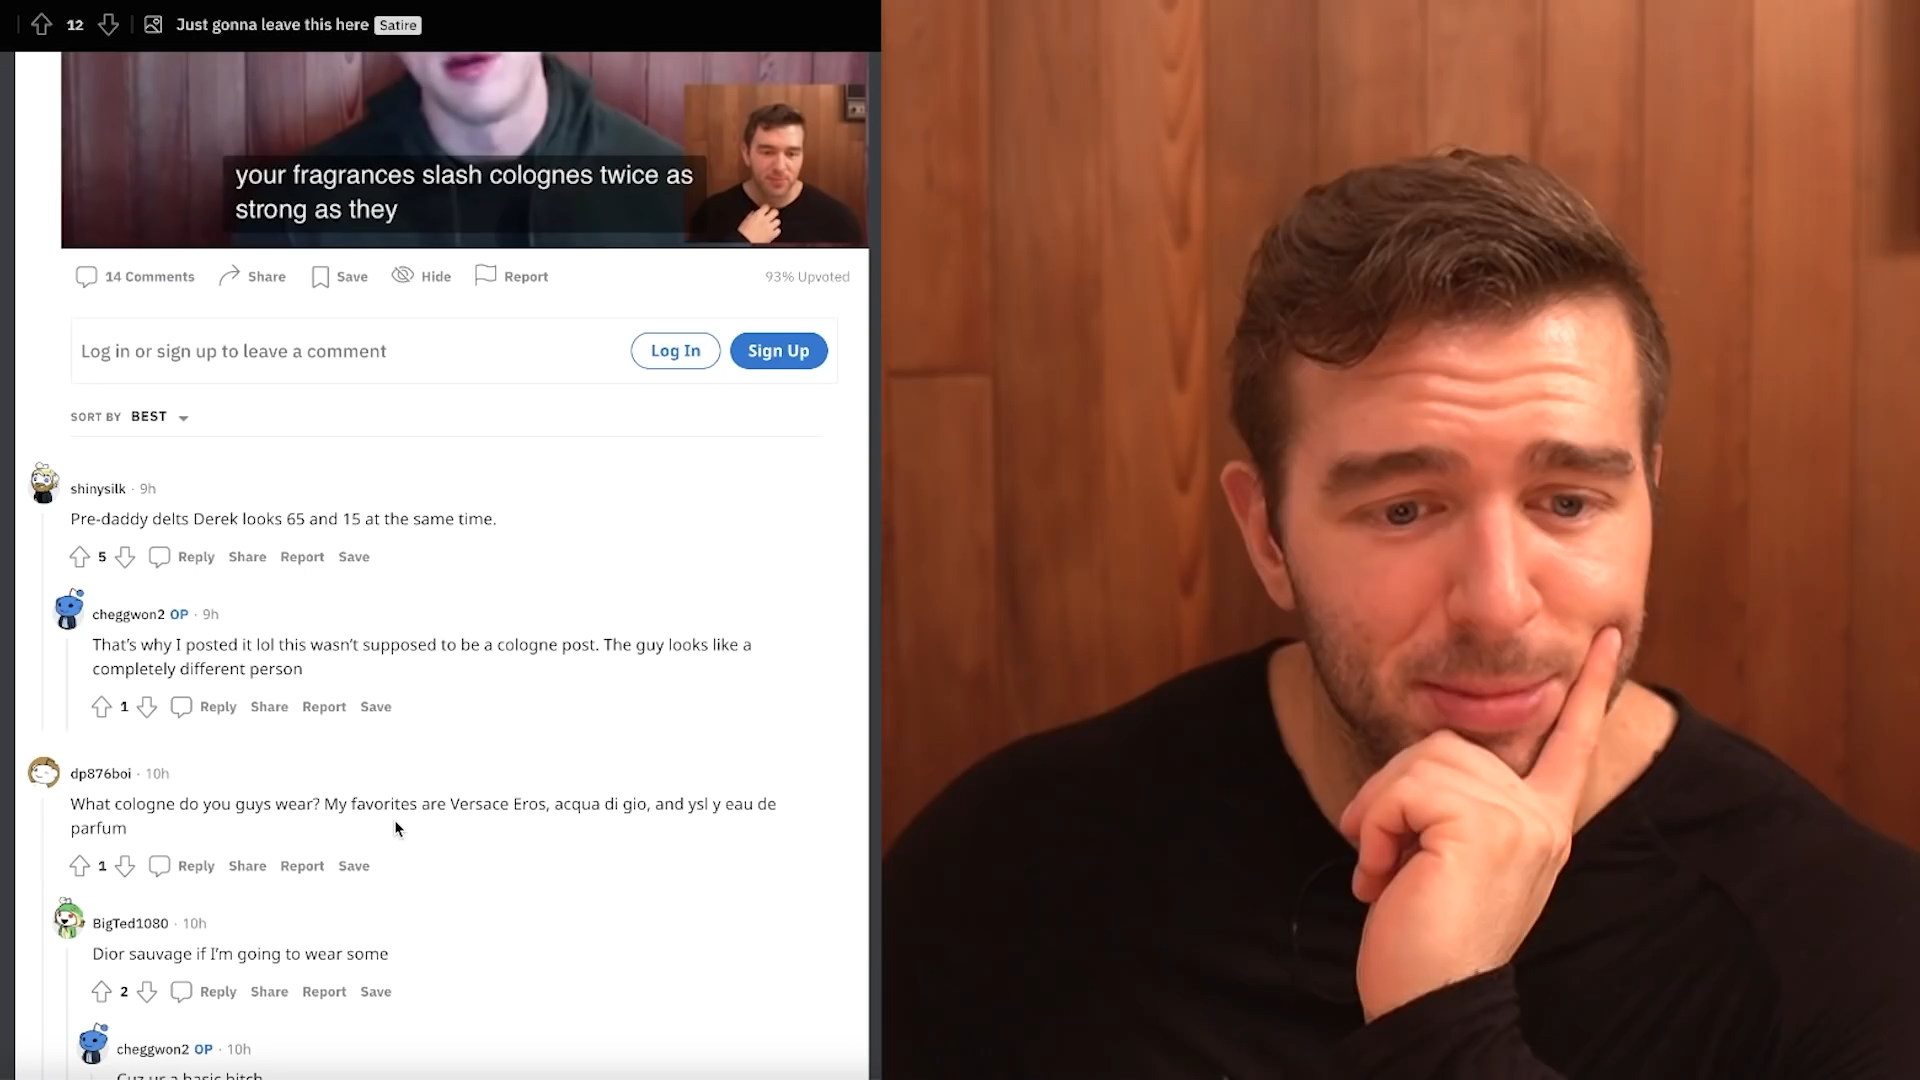 12 Just gonna leave this here Satire
your fragrances slash colognes twice as
strong as they
14 Comments Share Save Hide Report 93% Upvoted
Log in or sign up to leave a comment Log In Sign Up
SORT BY BEST
shinysilk · 9h
Pre-daddy delts Derek looks 65 and 15 at the same time.
5 Reply Share Report Save
cheggwon2 OP · 9h
That's why I posted it lol this wasn't supposed to be a cologne post. The guy looks like a
completely different person
1 Reply Share Report Save
dp876boi · 10h
What cologne do you guys wear? My favorites are Versace Eros, acqua di gio, and ysl y eau de
parfum
1 Reply Share Report Save
BigTed1080 · 10h
Dior sauvage if I'm going to wear some
2 Reply Share Report Save
cheggwon2 OP · 10h
Cuz ur a basic bitch